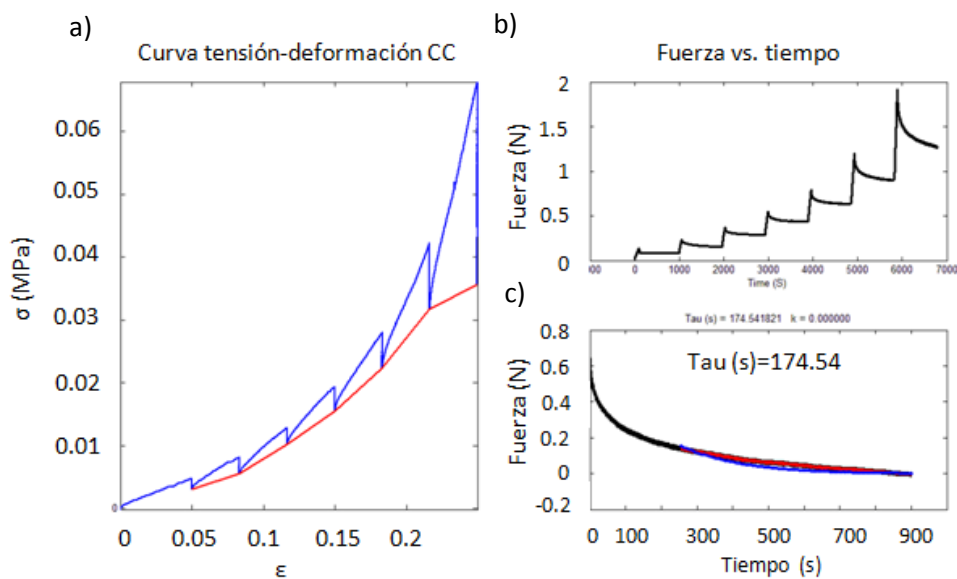 a)
Curva tensión-deformación CC
0.06
0.05
0.04
0.03
0.02
0.01
0
σ (MPa)
0 0.05 0.1 0.15 0.2
ε
b)
Fuerza vs. tiempo
2
1.5
1
0.5
0
Fuerza (N)
000 0 1000 2000 3000 4000 5000 6000 7000
Time (S)
c)
Tau (s) = 174.541821 k = 0.000000
Tau (s)=174.54
0.8
0.6
0.4
0.2
0
-0.2
Fuerza (N)
0 100 300 500 700 900
Tiempo (s)